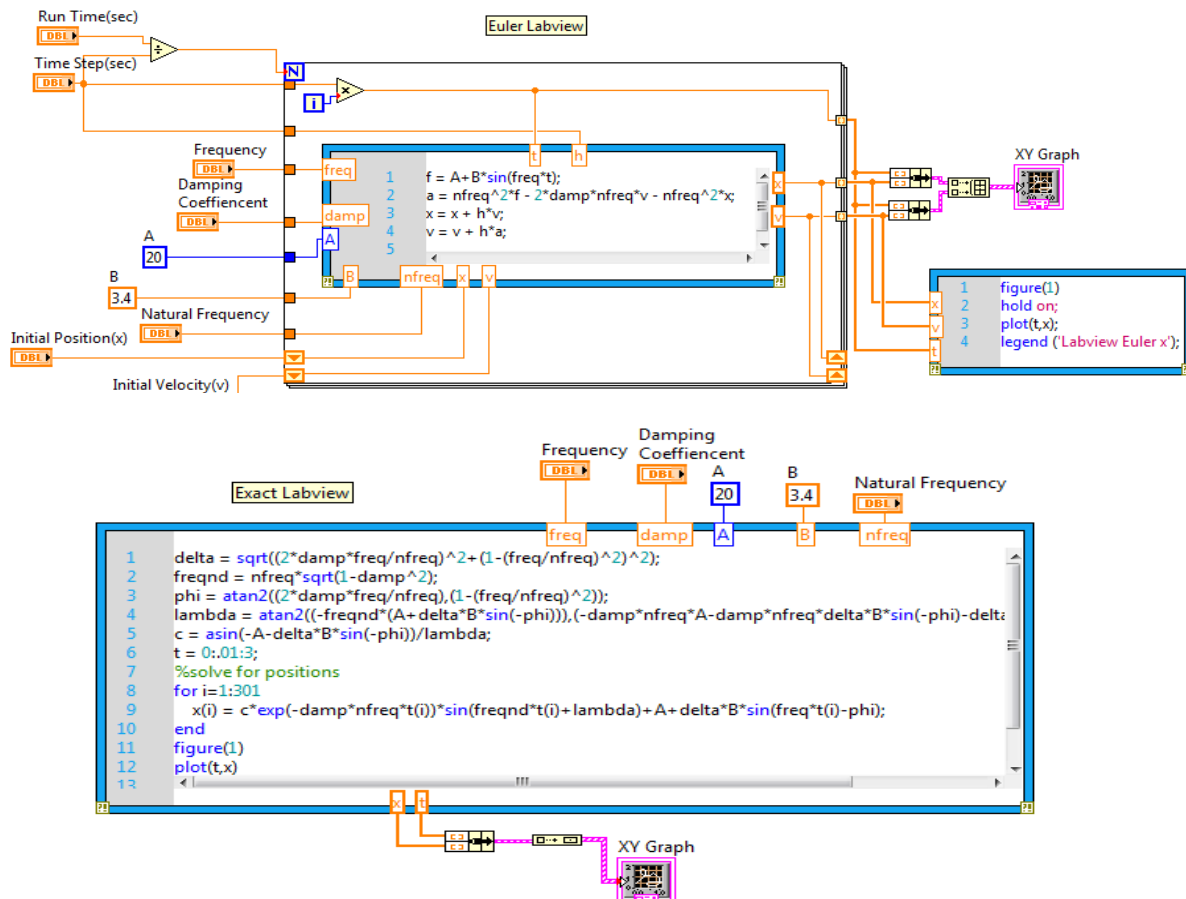 Run Time(sec)
DBL
Euler Labview
Time Step(sec)
DBL
N
i
t
h
Frequency
DBL
freq
Damping
Coeffiencent
DBL
damp
A
20
A
1 f = A+B*sin(freq*t);
2 a = nfreq^2*f - 2*damp*nfreq*v - nfreq^2*x;
3 x = x + h*v;
4 v = v + h*a;
5
x
v
B
3.4
B
nfreq
x
v
Natural Frequency
DBL
Initial Position(x)
DBL
Initial Velocity(v)
XY Graph
x
v
t
1 figure(1)
2 hold on;
3 plot(t,x);
4 legend ('Labview Euler x');
Exact Labview
Frequency
DBL
Damping
Coeffiencent
DBL
A
20
B
3.4
Natural Frequency
DBL
freq
damp
A
B
nfreq
1 delta = sqrt((2*damp*freq/nfreq)^2+(1-(freq/nfreq)^2)^2);
2 freqnd = nfreq*sqrt(1-damp^2);
3 phi = atan2((2*damp*freq/nfreq),(1-(freq/nfreq)^2));
4 lambda = atan2((-freqnd*(A+delta*B*sin(-phi))),(-damp*nfreq*A-damp*nfreq*delta*B*sin(-phi)-delta
5 c = asin(-A-delta*B*sin(-phi))/lambda;
6 t = 0:.01:3;
7 %solve for positions
8 for i=1:301
9 x(i) = c*exp(-damp*nfreq*t(i))*sin(freqnd*t(i)+lambda)+A+delta*B*sin(freq*t(i)-phi);
10 end
11 figure(1)
12 plot(t,x)
13
x
t
XY Graph